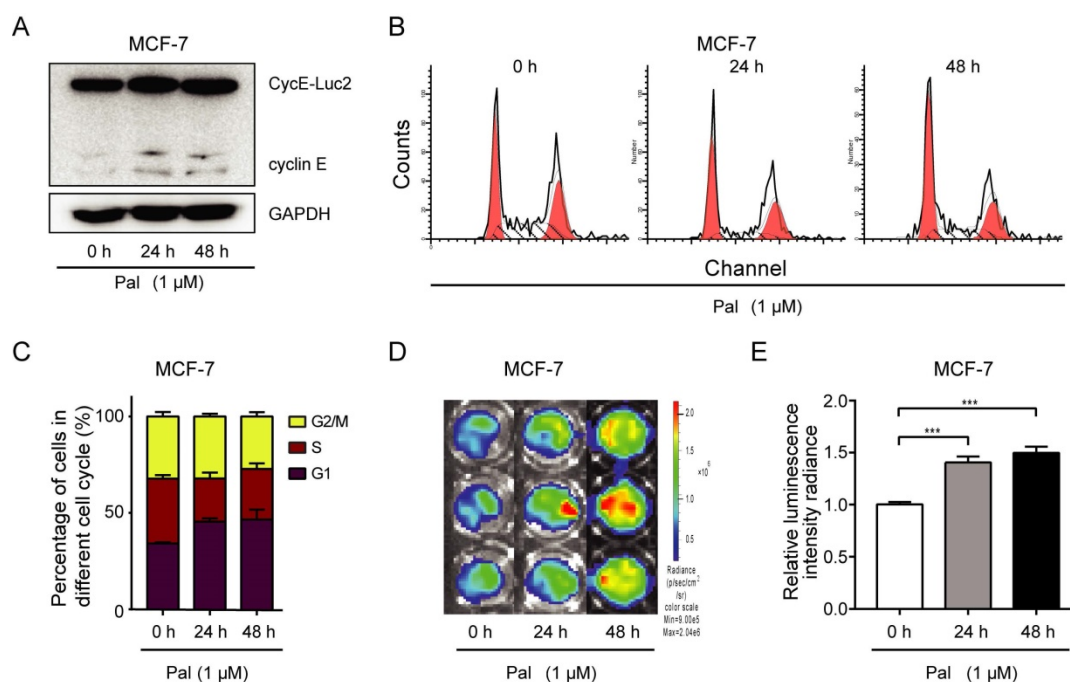 A
MCF-7
CycE-Luc2
cyclin E
GAPDH
0 h 24 h 48 h
Pal (1 µM)
B
MCF-7
0 h 24 h 48 h
Counts
Number
Number
Channel
Pal (1 µM)
C
MCF-7
Percentage of cells in
different cell cycle (%)
100
50
0
G2/M
S
G1
0 h 24 h 48 h
Pal (1 µM)
D
MCF-7
2.0
1.5
×10⁶
1.0
0.5
Radiance
(p/sec/cm²
/sr)
color scale
Min=9.00e5
Max=2.04e6
0 h 24 h 48 h
Pal (1 µM)
E
MCF-7
Relative luminescence
intensity radiance
2.0
1.5
1.0
0.5
0.0
***
***
0 h 24 h 48 h
Pal (1 µM)